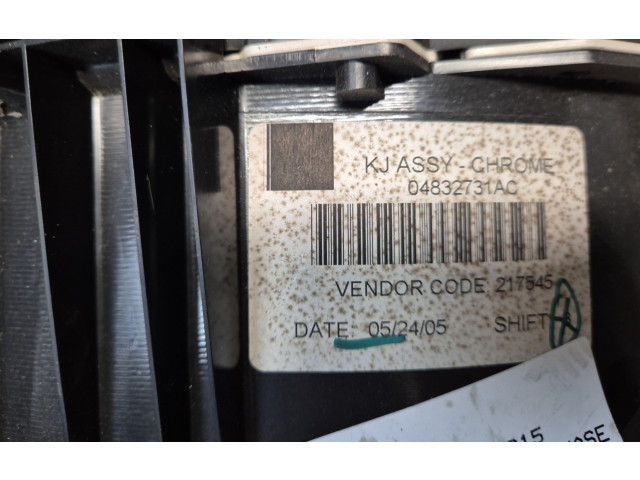 KJ ASSY - CHROME
04832731AC
VENDOR CODE 217545
DATE: 05/24/05 SHIFT